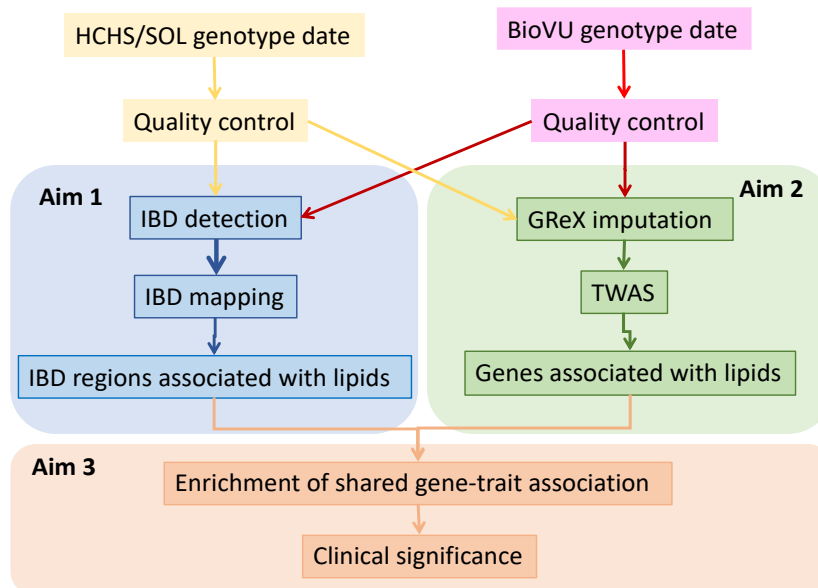 HCHS/SOL genotype date
BioVU genotype date
Quality control
Quality control
Aim 1
Aim 2
IBD detection
GReX imputation
IBD mapping
TWAS
IBD regions associated with lipids
Genes associated with lipids
Aim 3
Enrichment of shared gene-trait association
Clinical significance